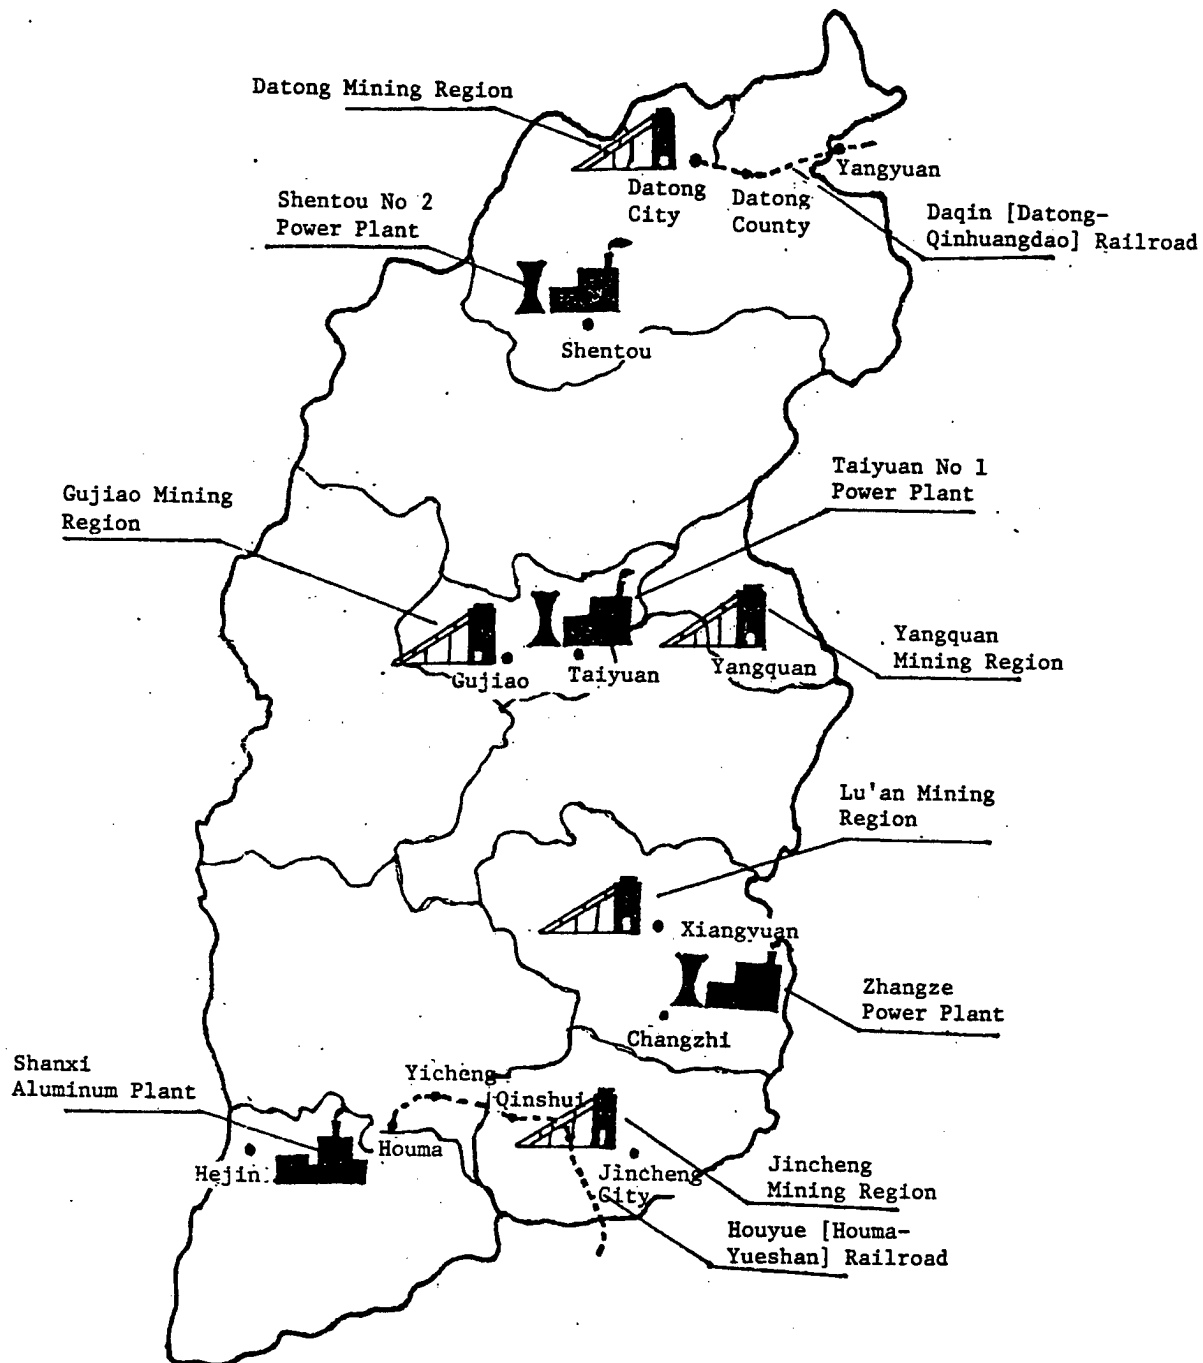 Datong Mining Region
Yangyuan
Datong
City
Datong
County
Shentou No 2
Power Plant
Daqin [Datong-
Qinhuangdao] Railroad
Shentou
Taiyuan No 1
Power Plant
Gujiao Mining
Region
Yangquan
Mining Region
Gujiao
Taiyuan
Yangquan
Lu'an Mining
Region
Xiangyuan
Zhangze
Power Plant
Changzhi
Shanxi
Aluminum Plant
Yicheng
Qinshui
Houma
Hejin
Jincheng
City
Jincheng
Mining Region
Houyue [Houma-
Yueshan] Railroad